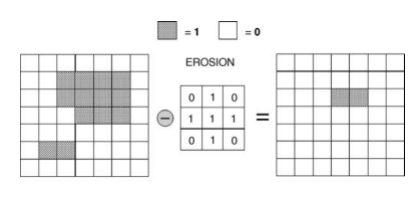 = 1 = 0
EROSION
0 1 0
− 1 1 1 =
0 1 0